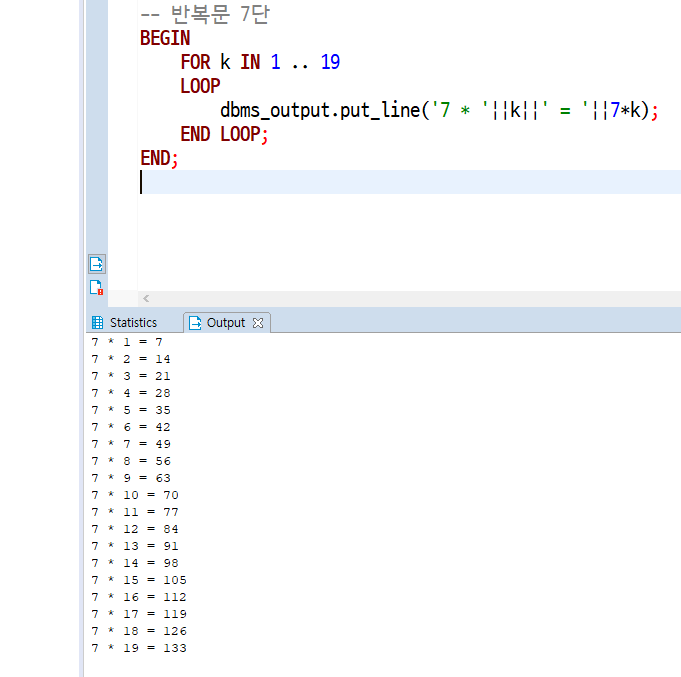 -- 반복문 7단
BEGIN
FOR k IN 1 .. 19
LOOP
dbms_output.put_line('7 * '||k||' = '||7*k);
END LOOP;
END;
Statistics
Output
7 * 1 = 7
7 * 2 = 14
7 * 3 = 21
7 * 4 = 28
7 * 5 = 35
7 * 6 = 42
7 * 7 = 49
7 * 8 = 56
7 * 9 = 63
7 * 10 = 70
7 * 11 = 77
7 * 12 = 84
7 * 13 = 91
7 * 14 = 98
7 * 15 = 105
7 * 16 = 112
7 * 17 = 119
7 * 18 = 126
7 * 19 = 133